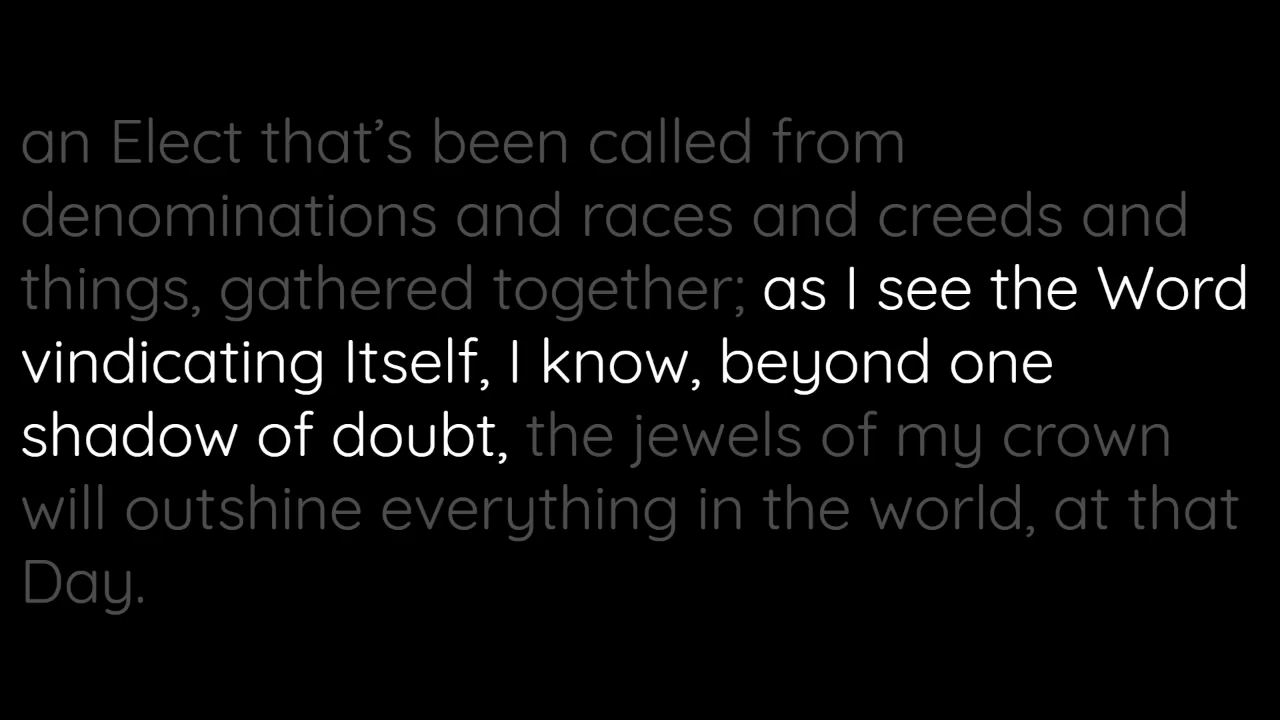 an Elect that’s been called from
denominations and races and creeds and
things, gathered together; as I see the Word
vindicating Itself, I know, beyond one
shadow of doubt, the jewels of my crown
will outshine everything in the world, at that
Day.